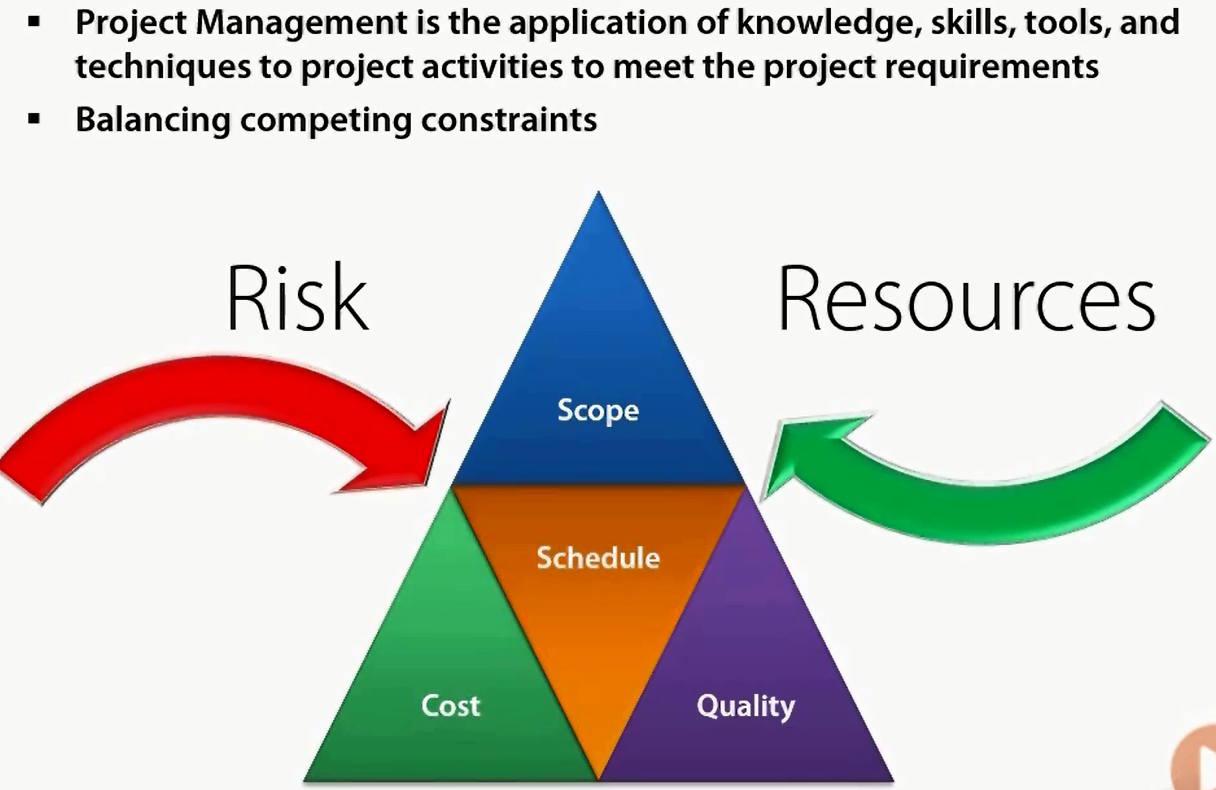 ▪ Project Management is the application of knowledge, skills, tools, and
techniques to project activities to meet the project requirements
▪ Balancing competing constraints
Risk
Resources
Scope
Schedule
Cost
Quality